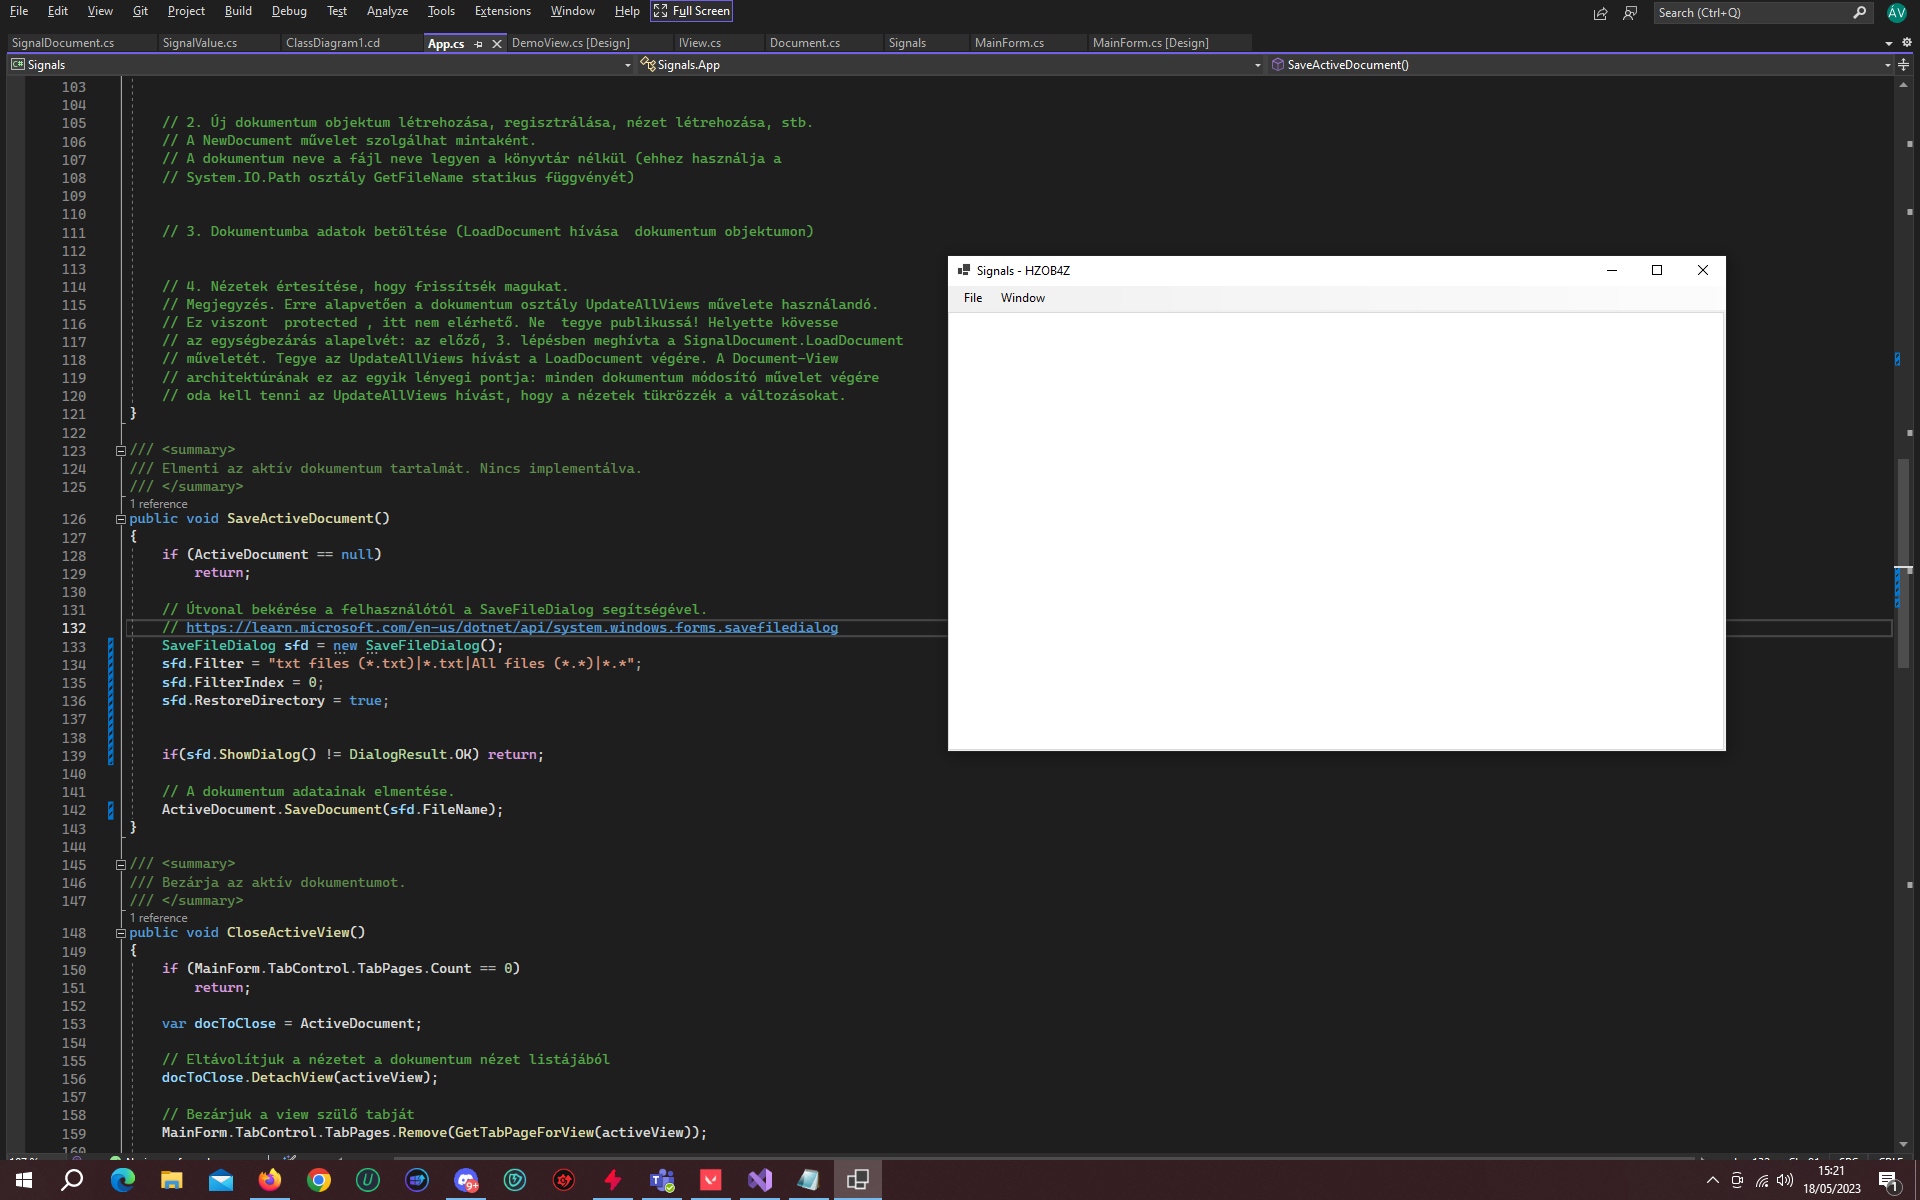 File Edit View Git Project Build Debug Test Analyze Tools Extensions Window Help Full Screen Search (Ctrl+Q) ÁV
SignalDocument.cs SignalValue.cs ClassDiagram1.cd App.cs DemoView.cs [Design] IView.cs Document.cs Signals MainForm.cs MainForm.cs [Design]
C# Signals Signals.App SaveActiveDocument()
103
104
105 // 2. Új dokumentum objektum létrehozása, regisztrálása, nézet létrehozása, stb.
106 // A NewDocument művelet szolgálhat mintaként.
107 // A dokumentum neve a fájl neve legyen a könyvtár nélkül (ehhez használja a
108 // System.IO.Path osztály GetFileName statikus függvényét)
109
110
111 // 3. Dokumentumba adatok betöltése (LoadDocument hívása  dokumentum objektumon)
112
113
114 // 4. Nézetek értesítése, hogy frissítsék magukat.
115 // Megjegyzés. Erre alapvetően a dokumentum osztály UpdateAllViews művelete használandó.
116 // Ez viszont  protected , itt nem elérhető. Ne  tegye publikussá! Helyette kövesse
117 // az egységbezárás alapelvét: az előző, 3. lépésben meghívta a SignalDocument.LoadDocument
118 // műveletét. Tegye az UpdateAllViews hívást a LoadDocument végére. A Document-View
119 // architektúrának ez az egyik lényegi pontja: minden dokumentum módosító művelet végére
120 // oda kell tenni az UpdateAllViews hívást, hogy a nézetek tükrözzék a változásokat.
121 }
122
123 /// <summary>
124 /// Elmenti az aktív dokumentum tartalmát. Nincs implementálva.
125 /// </summary>
1 reference
126 public void SaveActiveDocument()
127 {
128 if (ActiveDocument == null)
129 return;
130
131 // Útvonal bekérése a felhasználótól a SaveFileDialog segítségével.
132 // https://learn.microsoft.com/en-us/dotnet/api/system.windows.forms.savefiledialog
133 SaveFileDialog sfd = new SaveFileDialog();
134 sfd.Filter = "txt files (*.txt)|*.txt|All files (*.*)|*.*";
135 sfd.FilterIndex = 0;
136 sfd.RestoreDirectory = true;
137
138
139 if(sfd.ShowDialog() != DialogResult.OK) return;
140
141 // A dokumentum adatainak elmentése.
142 ActiveDocument.SaveDocument(sfd.FileName);
143 }
144
145 /// <summary>
146 /// Bezárja az aktív dokumentumot.
147 /// </summary>
1 reference
148 public void CloseActiveView()
149 {
150 if (MainForm.TabControl.TabPages.Count == 0)
151 return;
152
153 var docToClose = ActiveDocument;
154
155 // Eltávolítjuk a nézetet a dokumentum nézet listájából
156 docToClose.DetachView(activeView);
157
158 // Bezárjuk a view szülő tabját
159 MainForm.TabControl.TabPages.Remove(GetTabPageForView(activeView));
160
Signals - HZOB4Z
File Window
9+
15:21
18/05/2023
1